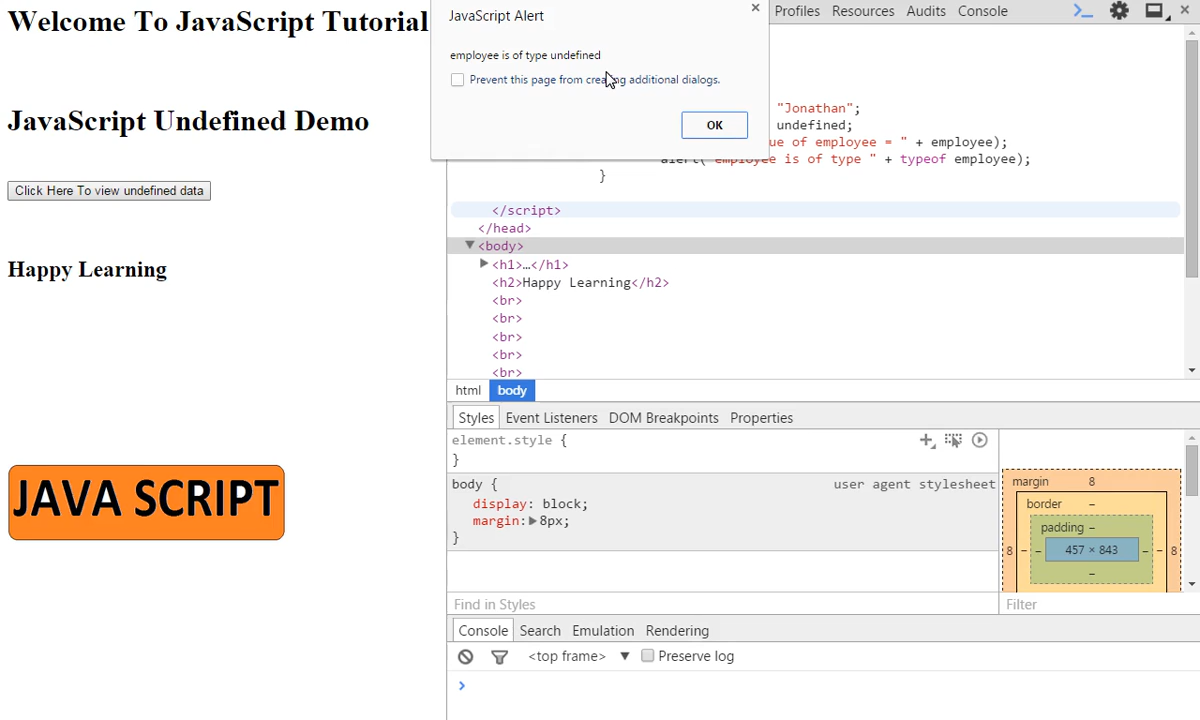 Welcome To JavaScript Tutorial
JavaScript Undefined Demo
Click Here To view undefined data
Happy Learning
JAVA SCRIPT
JavaScript Alert
employee is of type undefined
Prevent this page from creating additional dialogs.
OK
Profiles Resources Audits Console
"Jonathan";
undefined;
ue of employee = " + employee);
alert("employee is of type " + typeof employee);
}
</script>
</head>
<body>
<h1>…</h1>
<h2>Happy Learning</h2>
<br>
<br>
<br>
<br>
<br>
html body
Styles Event Listeners DOM Breakpoints Properties
element.style {
}
body { user agent stylesheet
display: block;
margin: 8px;
}
Find in Styles
margin 8
border –
padding –
8 – – 457 × 843 – – 8
–
Filter
Console Search Emulation Rendering
<top frame> Preserve log